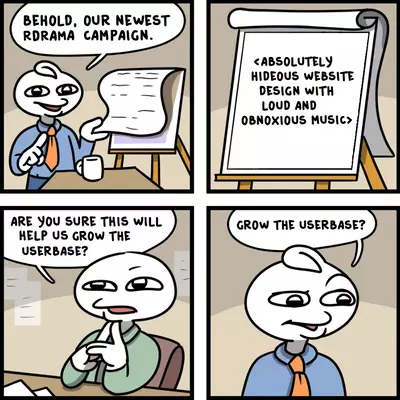 BEHOLD, OUR NEWEST
RDRAMA CAMPAIGN.
<ABSOLUTELY
HIDEOUS WEBSITE
DESIGN WITH
LOUD AND
OBNOXIOUS MUSIC>
ARE YOU SURE THIS WILL
HELP US GROW THE
USERBASE?
GROW THE USERBASE?